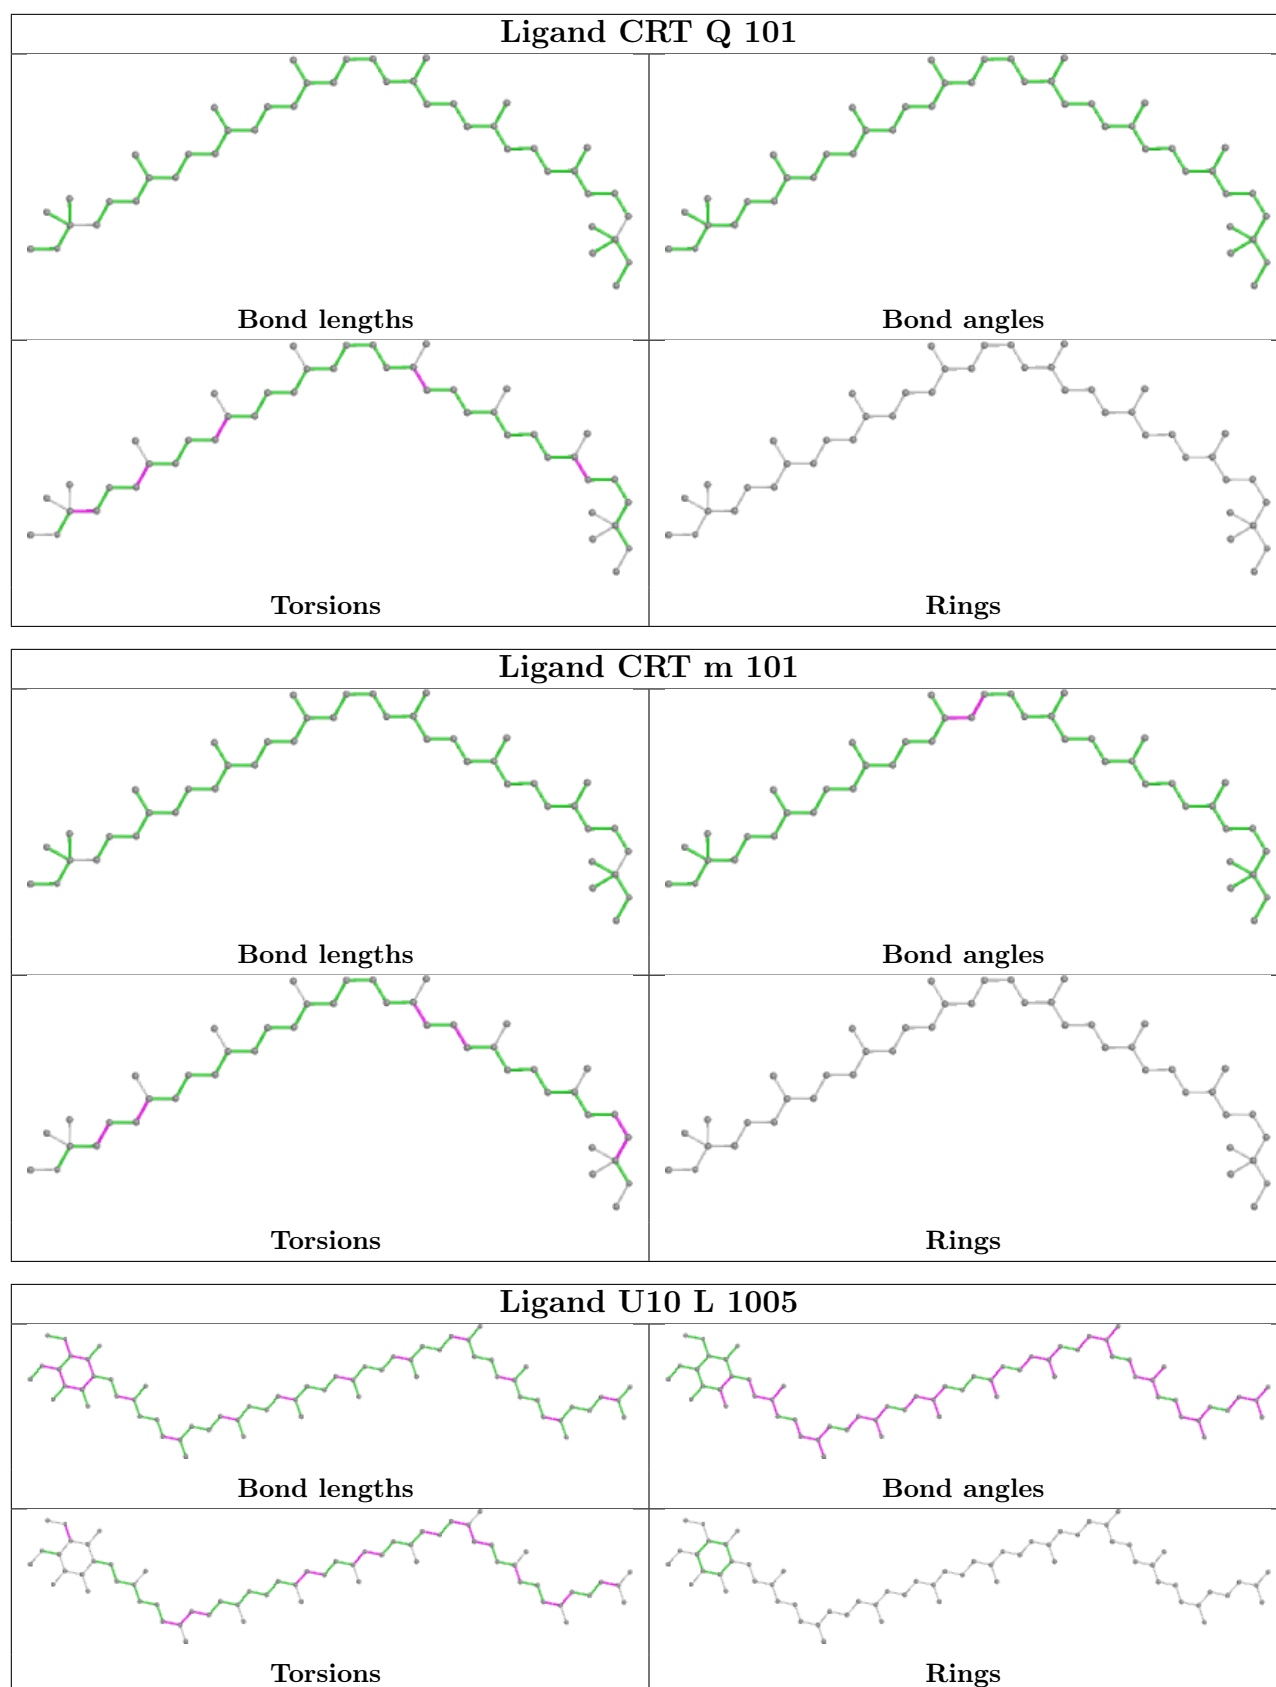 Ligand CRT Q 101
Bond lengths
Bond angles
Torsions
Rings
Ligand CRT m 101
Bond lengths
Bond angles
Torsions
Rings
Ligand U10 L 1005
Bond lengths
Bond angles
Torsions
Rings